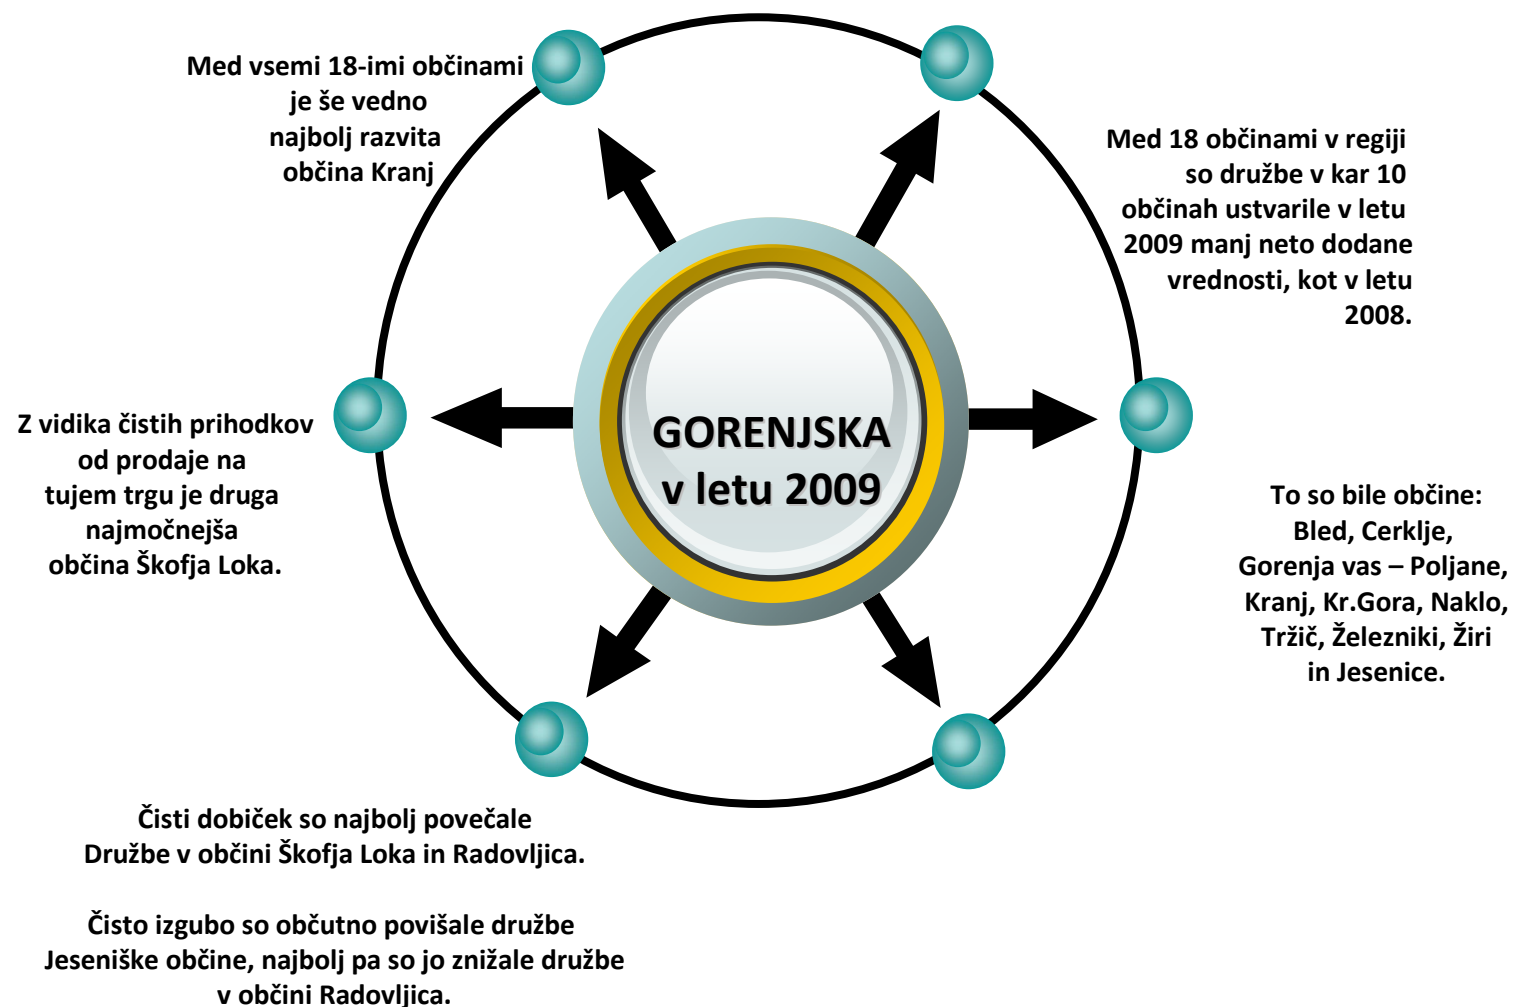 Med vsemi 18-imi občinami
je še vedno
najbolj razvita
občina Kranj
Med 18 občinami v regiji
so družbe v kar 10
občinah ustvarile v letu
2009 manj neto dodane
vrednosti, kot v letu
2008.
GORENJSKA
v letu 2009
Z vidika čistih prihodkov
od prodaje na
tujem trgu je druga
najmočnejša
občina Škofja Loka.
To so bile občine:
Bled, Cerklje,
Gorenja vas – Poljane,
Kranj, Kr.Gora, Naklo,
Tržič, Železniki, Žiri
in Jesenice.
Čisti dobiček so najbolj povečale
Družbe v občini Škofja Loka in Radovljica.
Čisto izgubo so občutno povišale družbe
Jeseniške občine, najbolj pa so jo znižale družbe
v občini Radovljica.